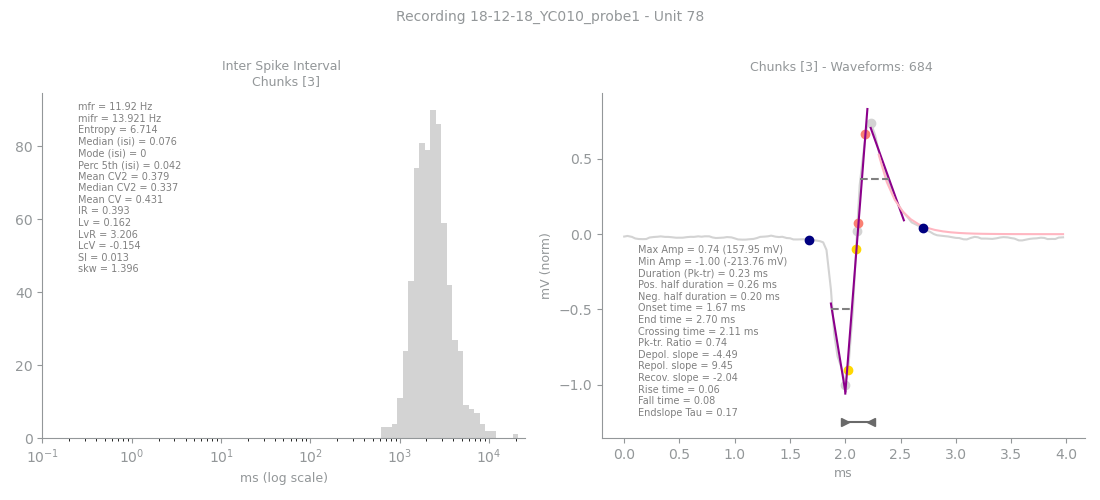 Recording 18-12-18_YC010_probe1 - Unit 78
Inter Spike Interval
Chunks [3]
mfr = 11.92 Hz
mifr = 13.921 Hz
Entropy = 6.714
Median (isi) = 0.076
Mode (isi) = 0
Perc 5th (isi) = 0.042
Mean CV2 = 0.379
Median CV2 = 0.337
Mean CV = 0.431
IR = 0.393
Lv = 0.162
LvR = 3.206
LcV = -0.154
SI = 0.013
skw = 1.396
80
60
40
20
0
10⁻¹ 10⁰ 10¹ 10² 10³ 10⁴
ms (log scale)
Chunks [3] - Waveforms: 684
mV (norm)
0.5
0.0
−0.5
−1.0
Max Amp = 0.74 (157.95 mV)
Min Amp = -1.00 (-213.76 mV)
Duration (Pk-tr) = 0.23 ms
Pos. half duration = 0.26 ms
Neg. half duration = 0.20 ms
Onset time = 1.67 ms
End time = 2.70 ms
Crossing time = 2.11 ms
Pk-tr. Ratio = 0.74
Depol. slope = -4.49
Repol. slope = 9.45
Recov. slope = -2.04
Rise time = 0.06
Fall time = 0.08
Endslope Tau = 0.17
0.0 0.5 1.0 1.5 2.0 2.5 3.0 3.5 4.0
ms